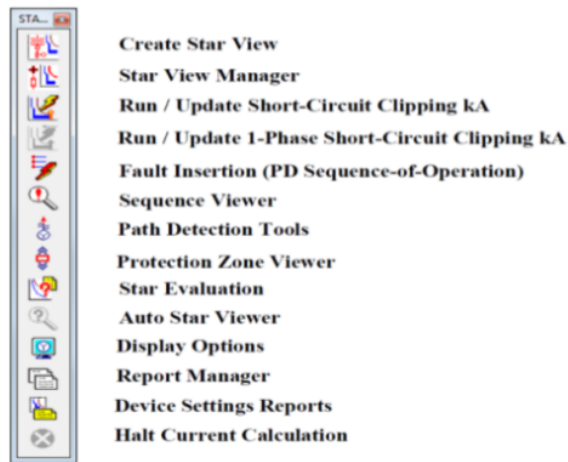 STA...
Create Star View
Star View Manager
Run / Update Short-Circuit Clipping kA
Run / Update 1-Phase Short-Circuit Clipping kA
Fault Insertion (PD Sequence-of-Operation)
Sequence Viewer
Path Detection Tools
Protection Zone Viewer
Star Evaluation
Auto Star Viewer
Display Options
Report Manager
Device Settings Reports
Halt Current Calculation